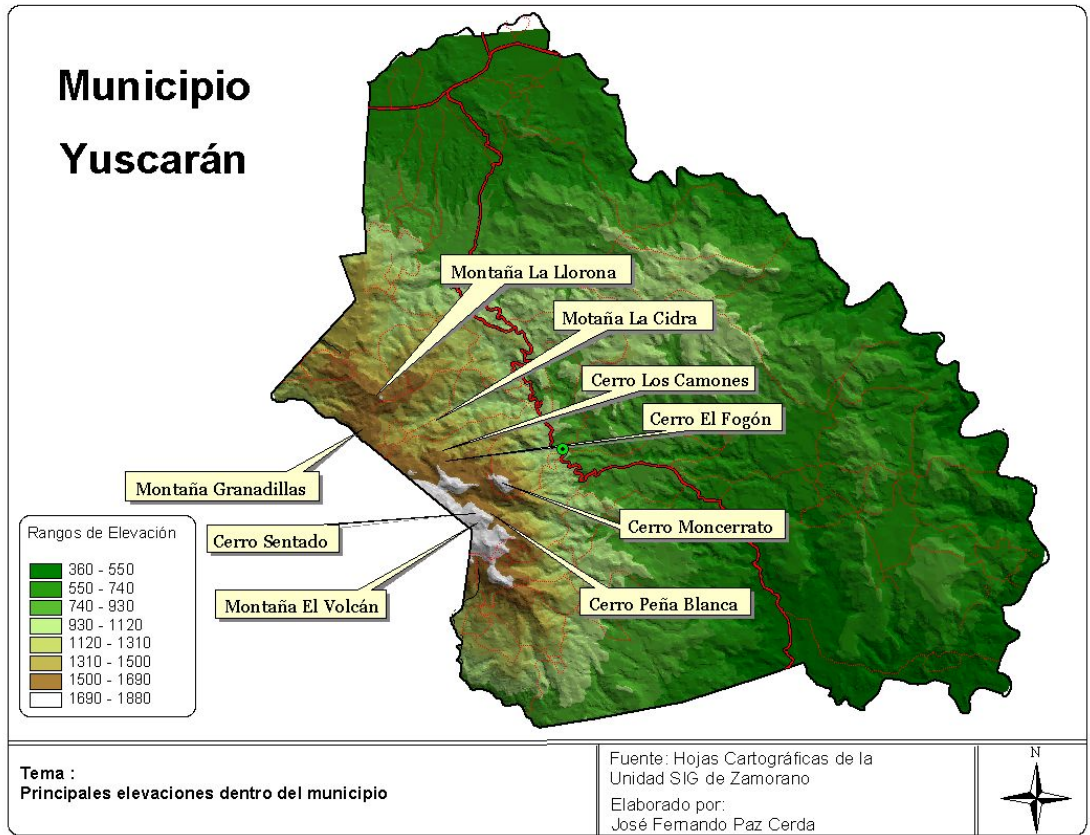 Municipio
Yuscarán
Montaña La Llorona
Motaña La Cidra
Cerro Los Camones
Cerro El Fogón
Montaña Granadillas
Cerro Sentado
Cerro Moncerrato
Montaña El Volcán
Cerro Peña Blanca
Rangos de Elevación
360 - 550
550 - 740
740 - 930
930 - 1120
1120 - 1310
1310 - 1500
1500 - 1690
1690 - 1880
Tema :
Principales elevaciones dentro del municipio
Fuente: Hojas Cartográficas de la
Unidad SIG de Zamorano
Elaborado por:
José Fernando Paz Cerda
N